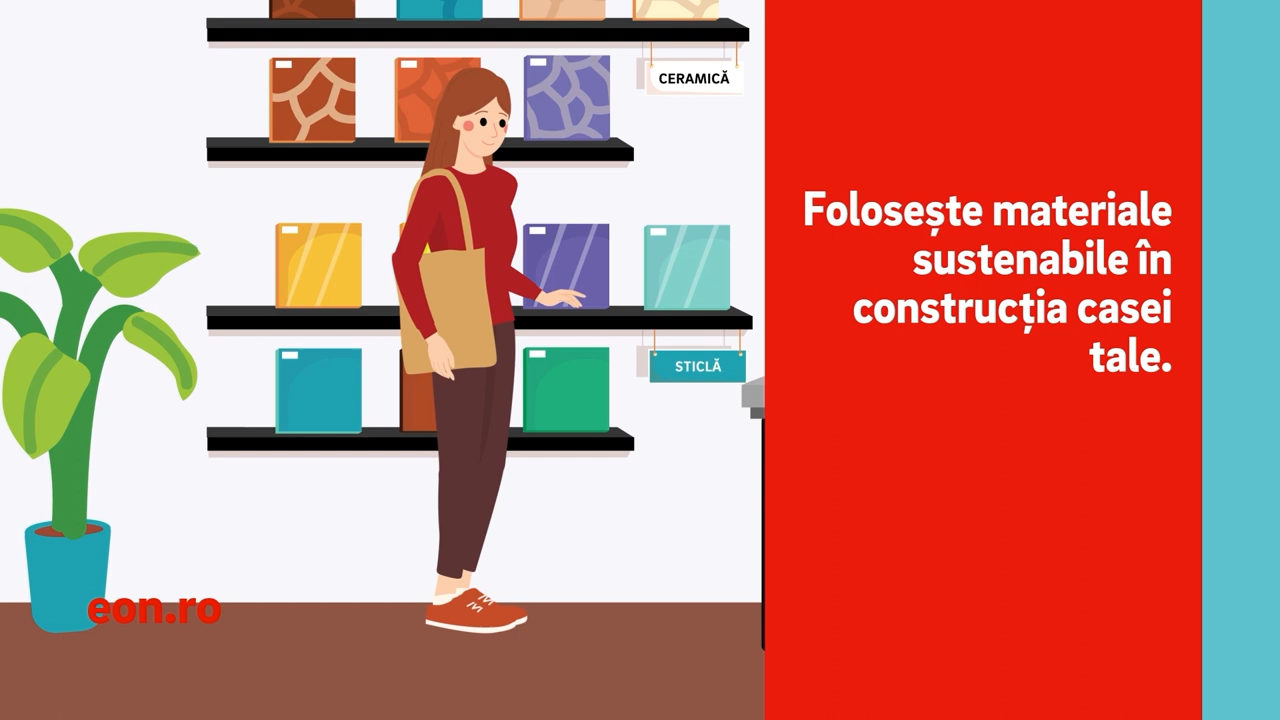 CERAMICĂ
STICLĂ
eon.ro
Folosește materiale
sustenabile în
construcția casei
tale.